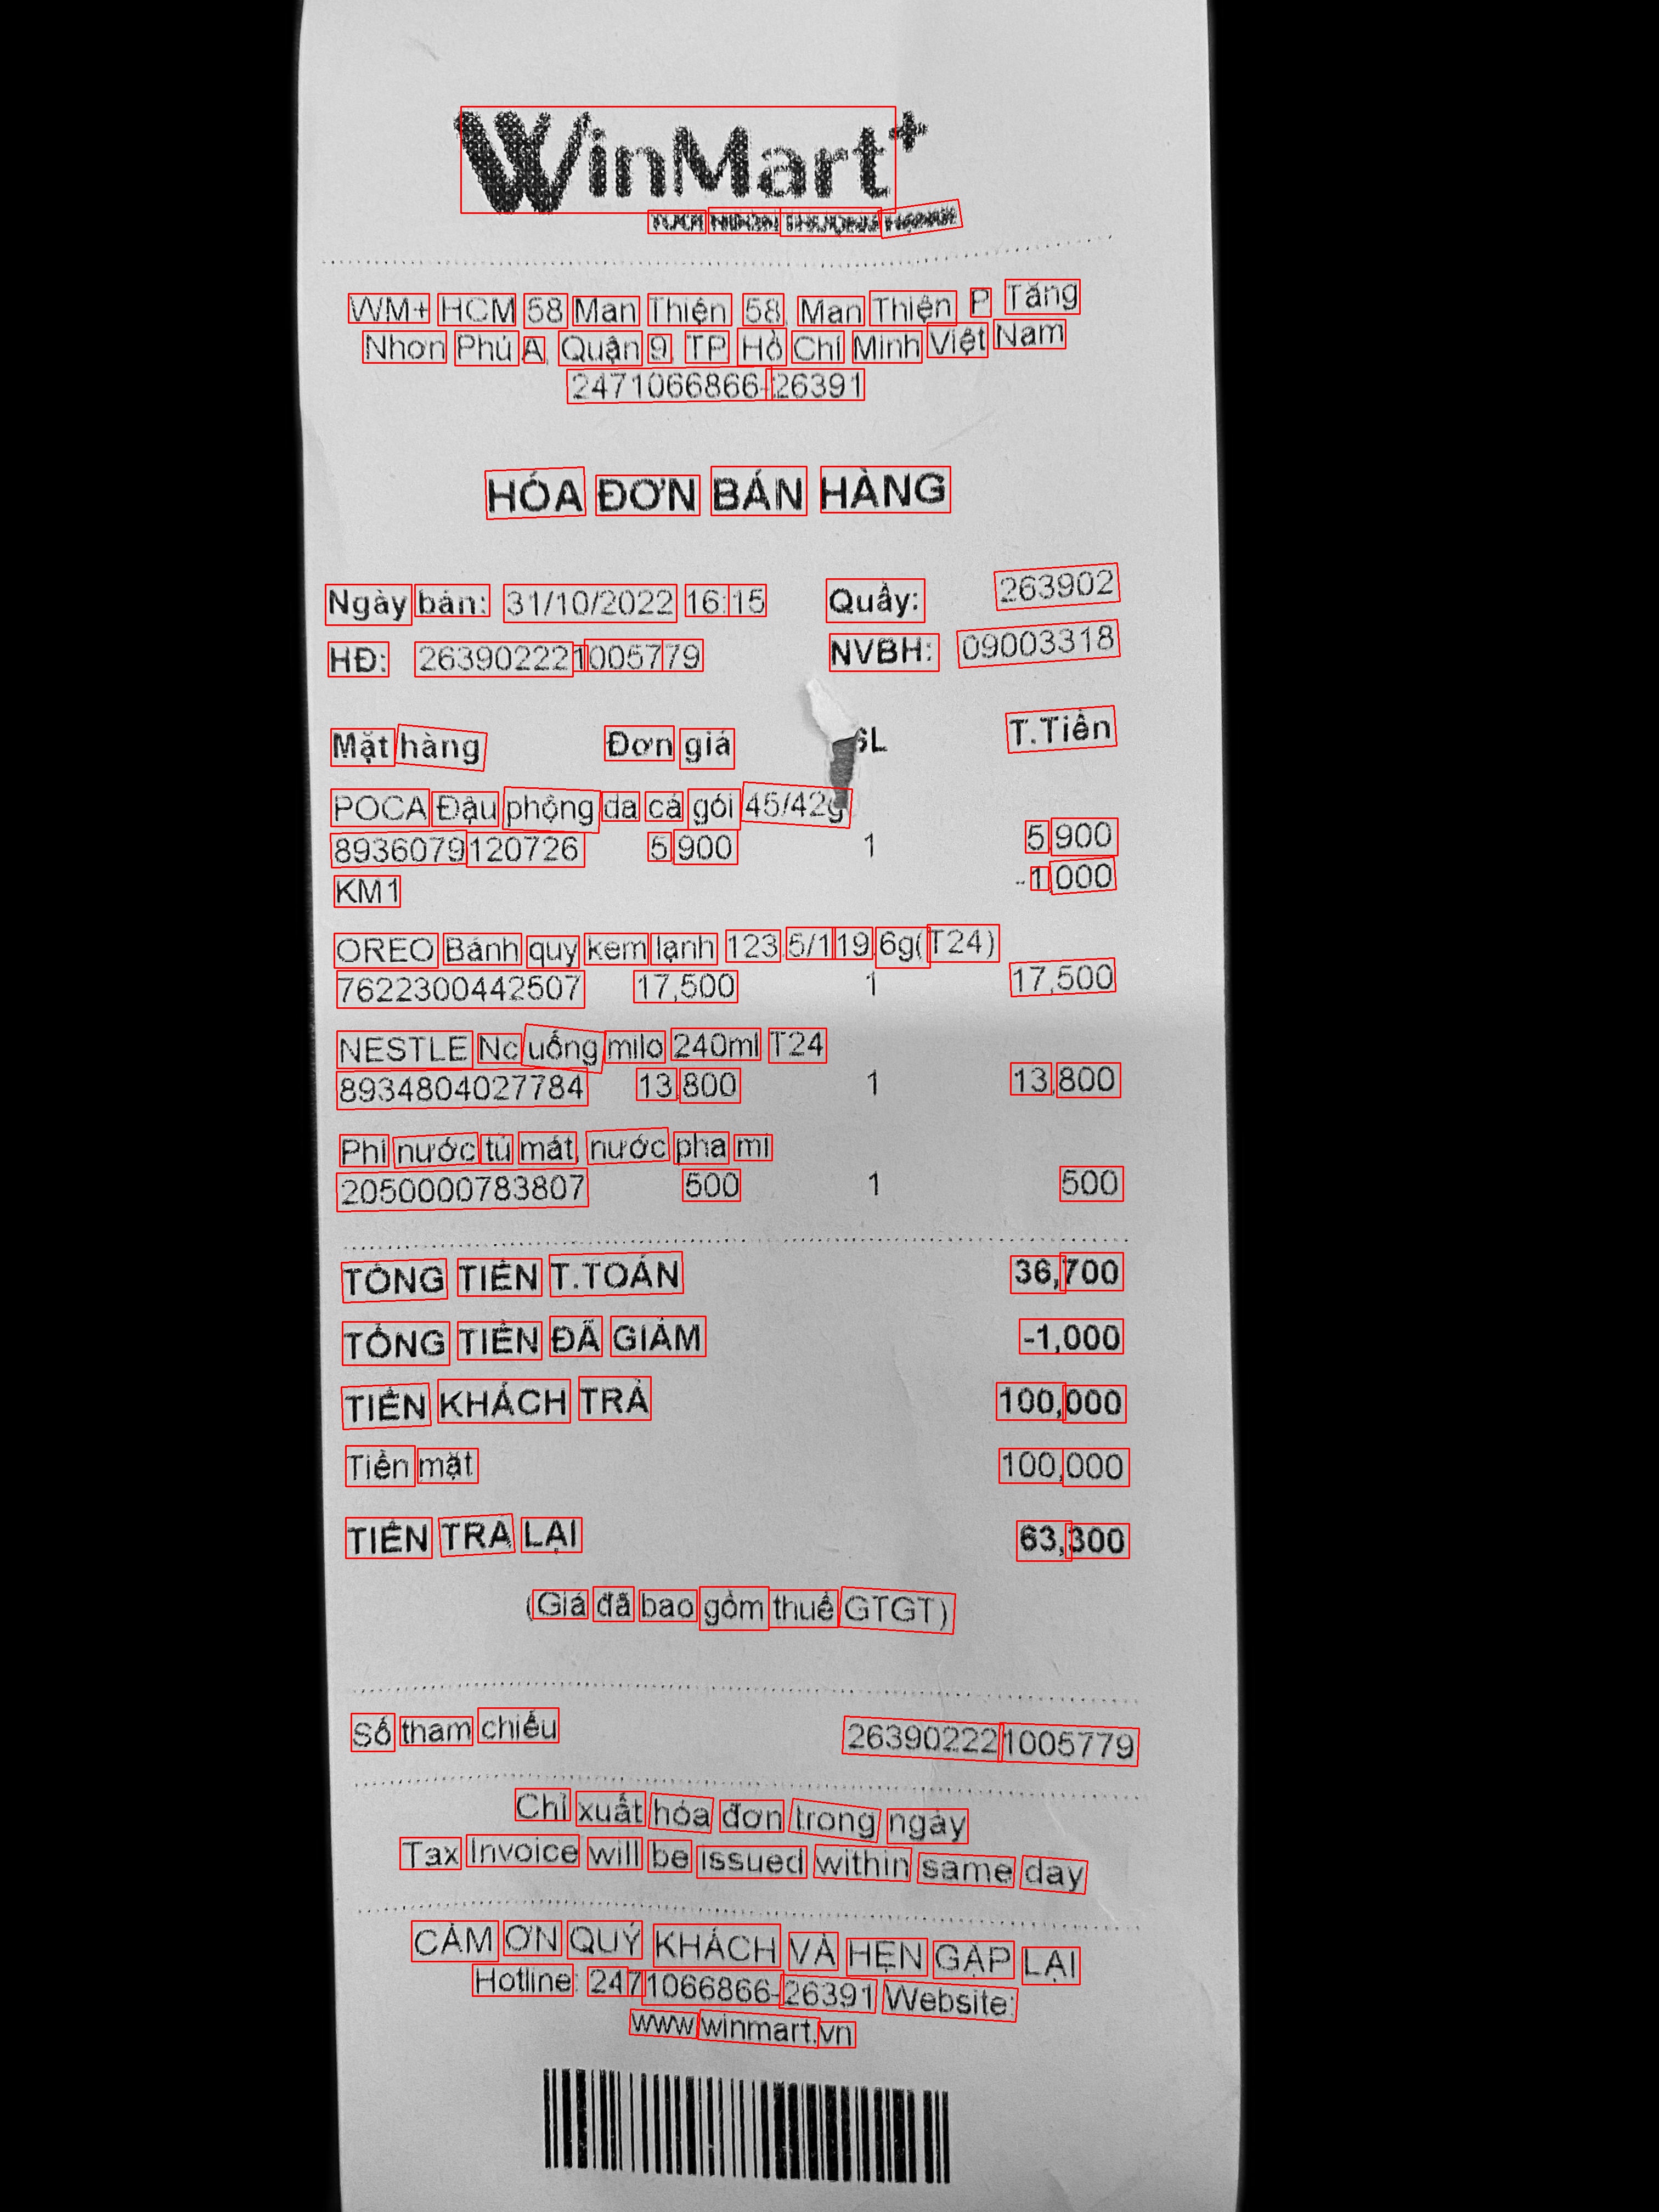 WinMart+
WM+ HCM 58 Man Thiện 58, Man Thiện, P. Tăng
Nhơn Phú A, Quận 9, TP. Hồ Chí Minh Việt Nam
2471066866-26391
HÓA ĐƠN BÁN HÀNG
Ngày bán: 31/10/2022 16:15 Quầy: 263902
HĐ: 263902221005779 NVBH: 09003318
Mặt hàng Đơn giá SL T.Tiền
POCA Đậu phộng da cá gói 45/42g
8936079120726 5,900 1 5,900
KM1 -1,000
OREO Bánh quy kem lạnh 123.5/119.6g(T24)
7622300442507 17,500 1 17,500
NESTLE Nc uống milo 240ml T24
8934804027784 13,800 1 13,800
Phí nước tủ mát, nước pha mì
2050000783807 500 1 500
TỔNG TIỀN T.TOÁN 36,700
TỔNG TIỀN ĐÃ GIẢM -1,000
TIỀN KHÁCH TRẢ 100,000
Tiền mặt 100,000
TIỀN TRẢ LẠI 63,300
(Giá đã bao gồm thuế GTGT)
Số tham chiếu 263902221005779
Chỉ xuất hóa đơn trong ngày
Tax Invoice will be issued within same day
CẢM ƠN QUÝ KHÁCH VÀ HẸN GẶP LẠI
Hotline: 2471066866-26391 Website:
www.winmart.vn